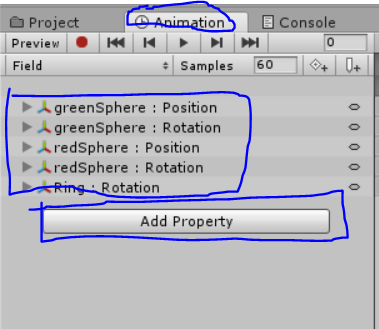 Project Animation Console
Preview 0
Field Samples 60
greenSphere : Position
greenSphere : Rotation
redSphere : Position
redSphere : Rotation
Ring : Rotation
Add Property